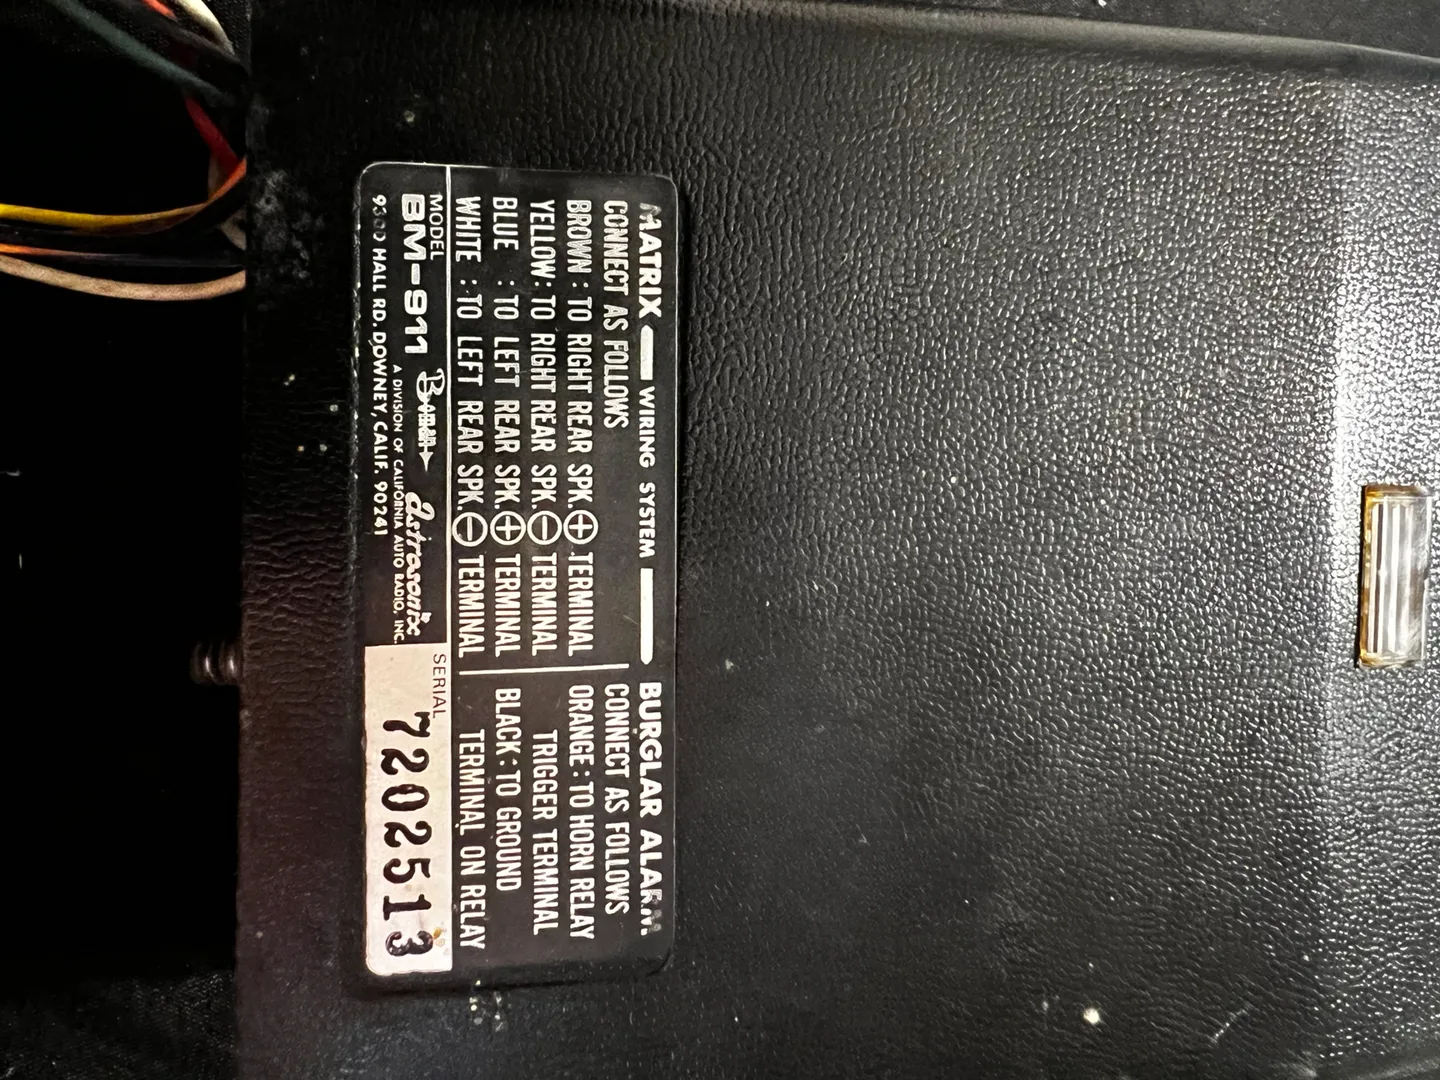 MATRIX WIRING SYSTEM
CONNECT AS FOLLOWS
BROWN : TO RIGHT REAR SPK. ⊕ TERMINAL
YELLOW : TO RIGHT REAR SPK. ⊖ TERMINAL
BLUE : TO LEFT REAR SPK. ⊕ TERMINAL
WHITE : TO LEFT REAR SPK. ⊖ TERMINAL
BURGLAR ALARM
CONNECT AS FOLLOWS
ORANGE : TO HORN RELAY
TRIGGER TERMINAL
BLACK : TO GROUND
TERMINAL ON RELAY
MODEL
BM-911
Boman Astrosonix
A DIVISION OF CALIFORNIA AUTO RADIO, INC.
HALL RD. DOWNEY, CALIF. 90241
SERIAL
7202513